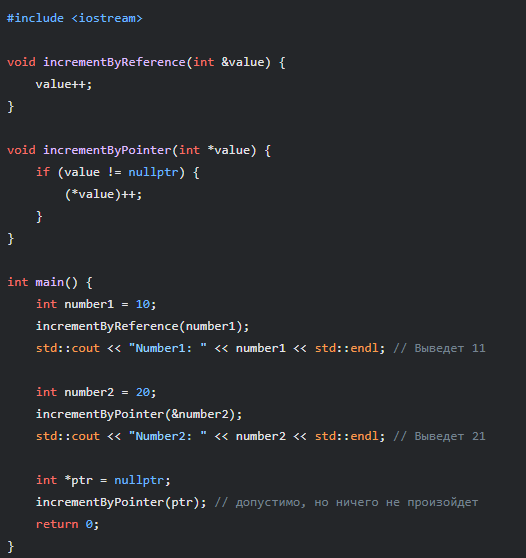 #include <iostream>

void incrementByReference(int &value) {
    value++;
}

void incrementByPointer(int *value) {
    if (value != nullptr) {
        (*value)++;
    }
}

int main() {
    int number1 = 10;
    incrementByReference(number1);
    std::cout << "Number1: " << number1 << std::endl; // Выведет 11

    int number2 = 20;
    incrementByPointer(&number2);
    std::cout << "Number2: " << number2 << std::endl; // Выведет 21

    int *ptr = nullptr;
    incrementByPointer(ptr); // допустимо, но ничего не произойдет
    return 0;
}